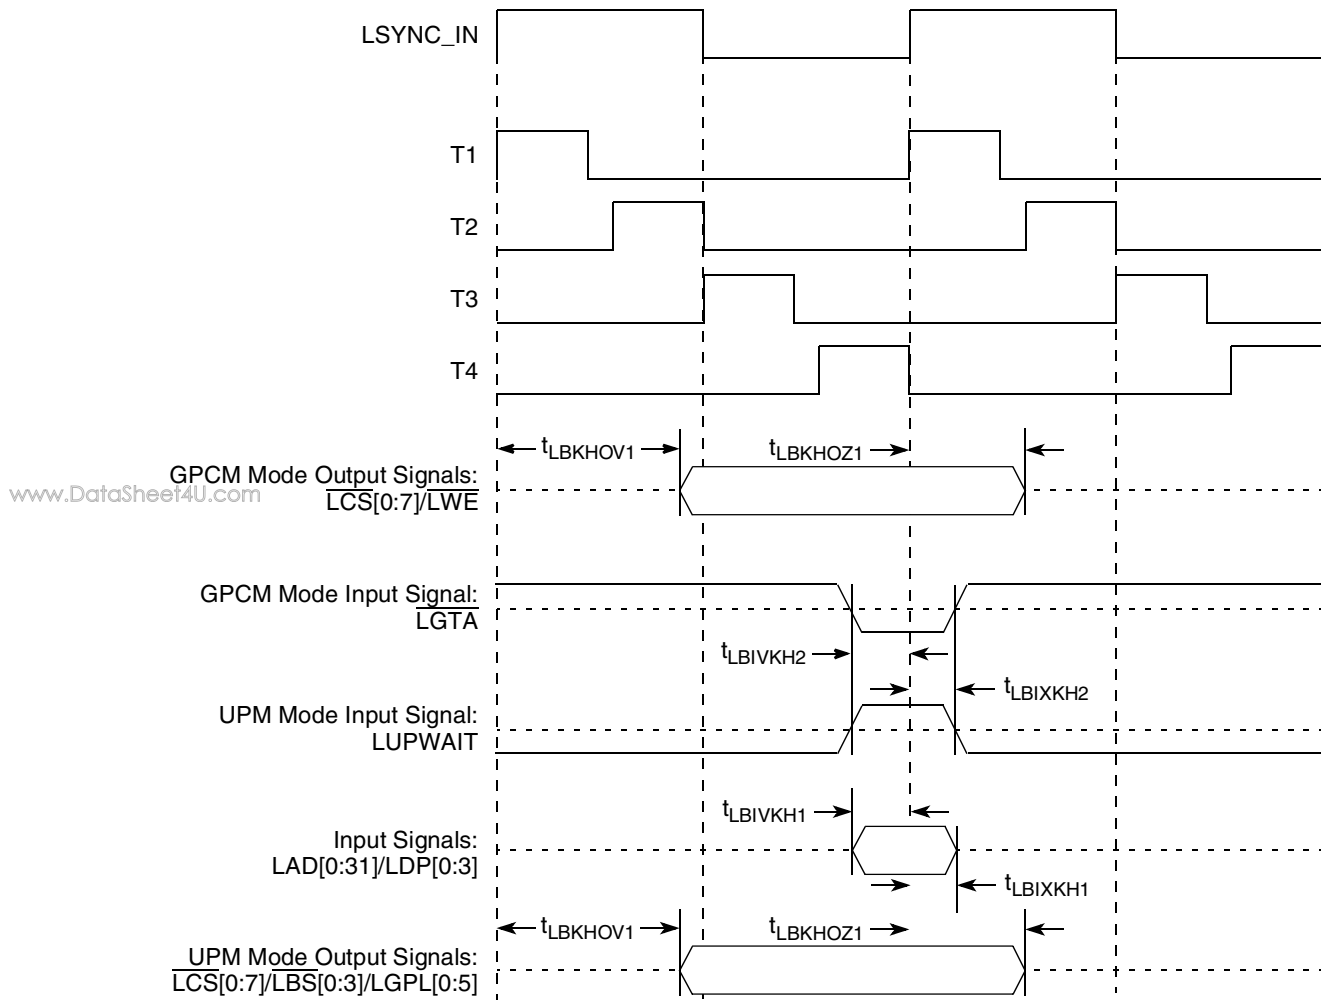 LSYNC_IN
T1
T2
T3
T4
tLBKHOV1
tLBKHOZ1
GPCM Mode Output Signals:
LCS[0:7]/LWE
www.DataSheet4U.com
GPCM Mode Input Signal:
LGTA
tLBIVKH2
tLBIXKH2
UPM Mode Input Signal:
LUPWAIT
tLBIVKH1
Input Signals:
LAD[0:31]/LDP[0:3]
tLBIXKH1
tLBKHOV1
tLBKHOZ1
UPM Mode Output Signals:
LCS[0:7]/LBS[0:3]/LGPL[0:5]